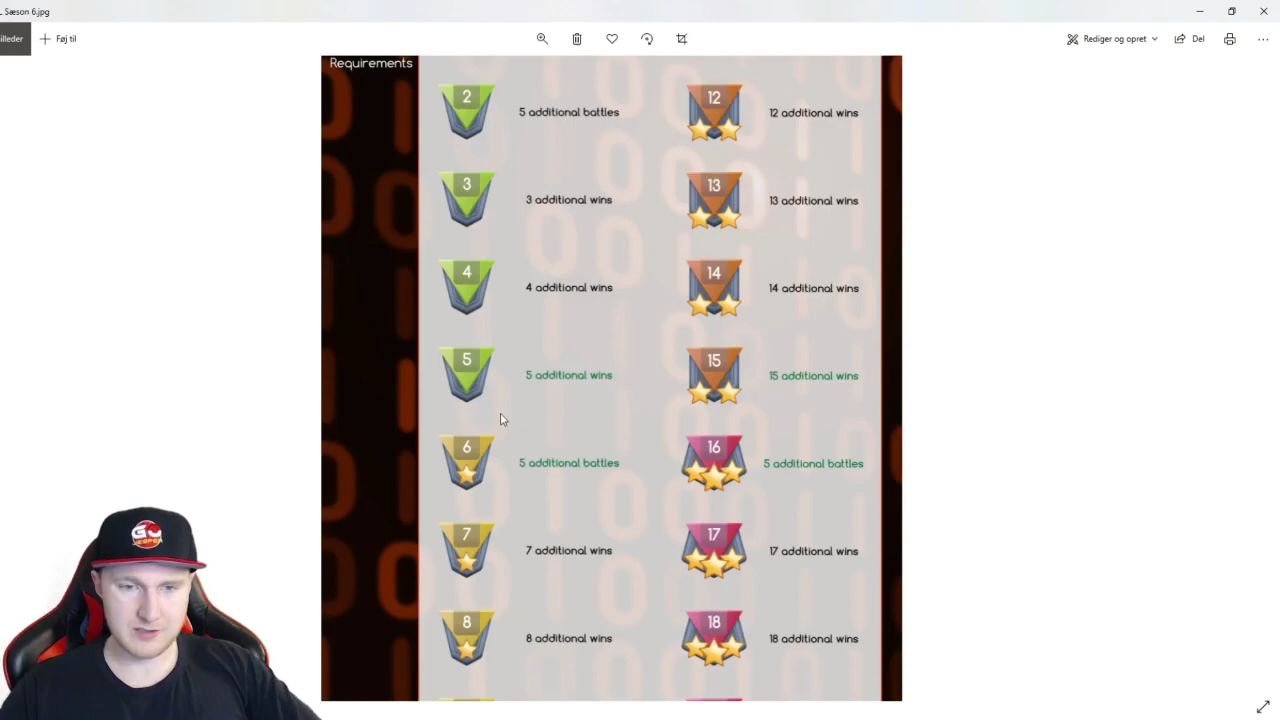 Sæson 6.jpg
Føj til
Rediger og opret
Del
Requirements
2
5 additional battles
12
12 additional wins
3
3 additional wins
13
13 additional wins
4
4 additional wins
14
14 additional wins
5
5 additional wins
15
15 additional wins
6
5 additional battles
16
5 additional battles
7
7 additional wins
17
17 additional wins
8
8 additional wins
18
18 additional wins